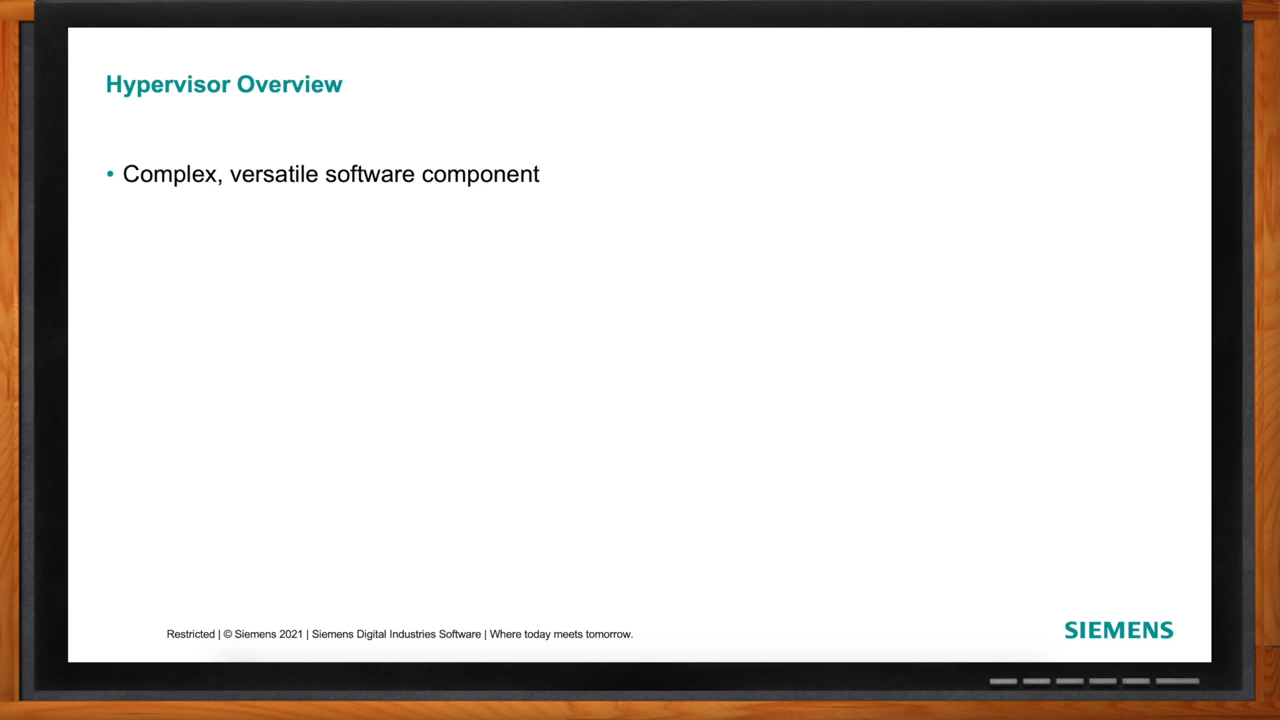 Hypervisor Overview
• Complex, versatile software component
Restricted | © Siemens 2021 | Siemens Digital Industries Software | Where today meets tomorrow.
SIEMENS